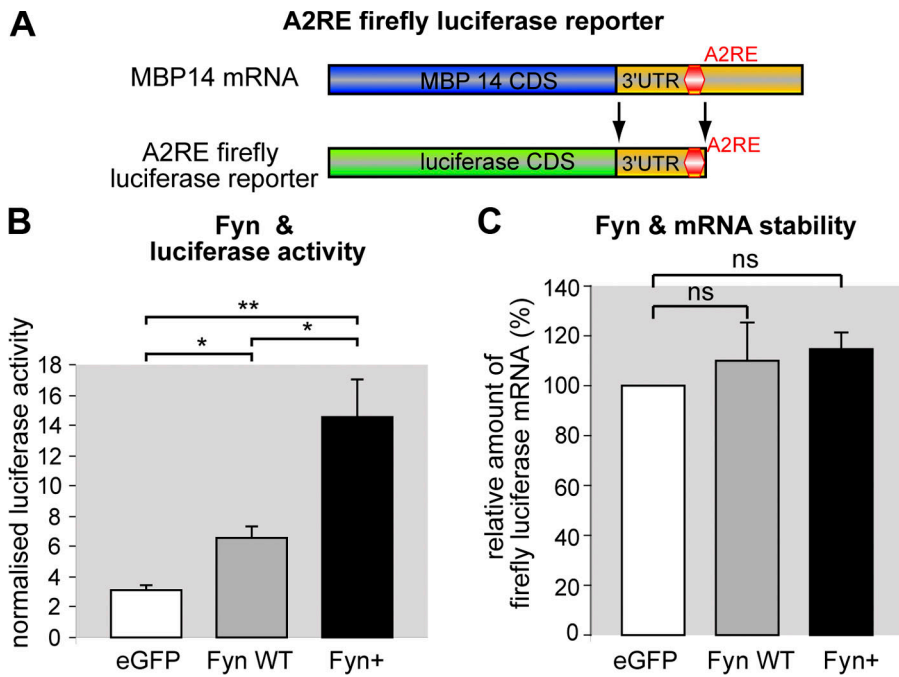 A
A2RE firefly luciferase reporter
MBP14 mRNA
MBP 14 CDS
3'UTR
A2RE
A2RE firefly
luciferase reporter
luciferase CDS
3'UTR
A2RE
B
Fyn &
luciferase activity
**
*
*
normalised luciferase activity
18
16
14
12
10
8
6
4
2
0
eGFP
Fyn WT
Fyn+
C
Fyn & mRNA stability
ns
ns
relative amount of
firefly luciferase mRNA (%)
140
120
100
80
60
40
20
0
eGFP
Fyn WT
Fyn+